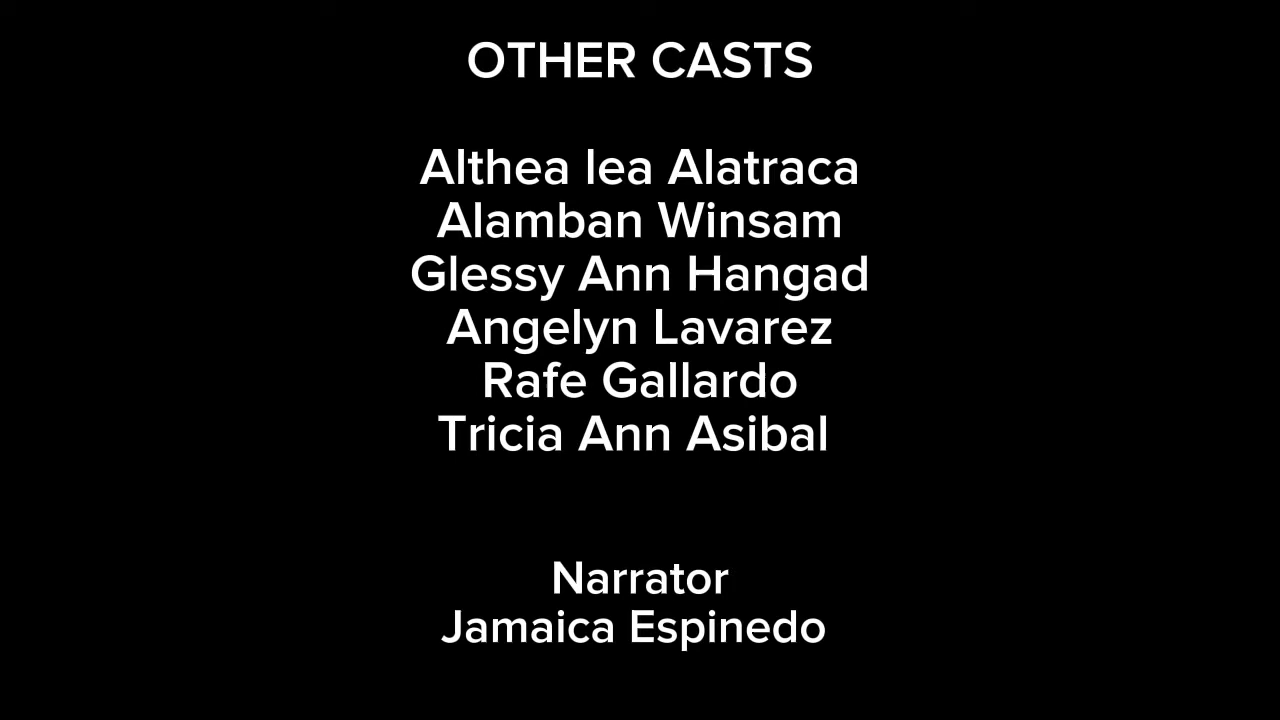 OTHER CASTS
Althea lea Alatraca
Alamban Winsam
Glessy Ann Hangad
Angelyn Lavarez
Rafe Gallardo
Tricia Ann Asibal
Narrator
Jamaica Espinedo